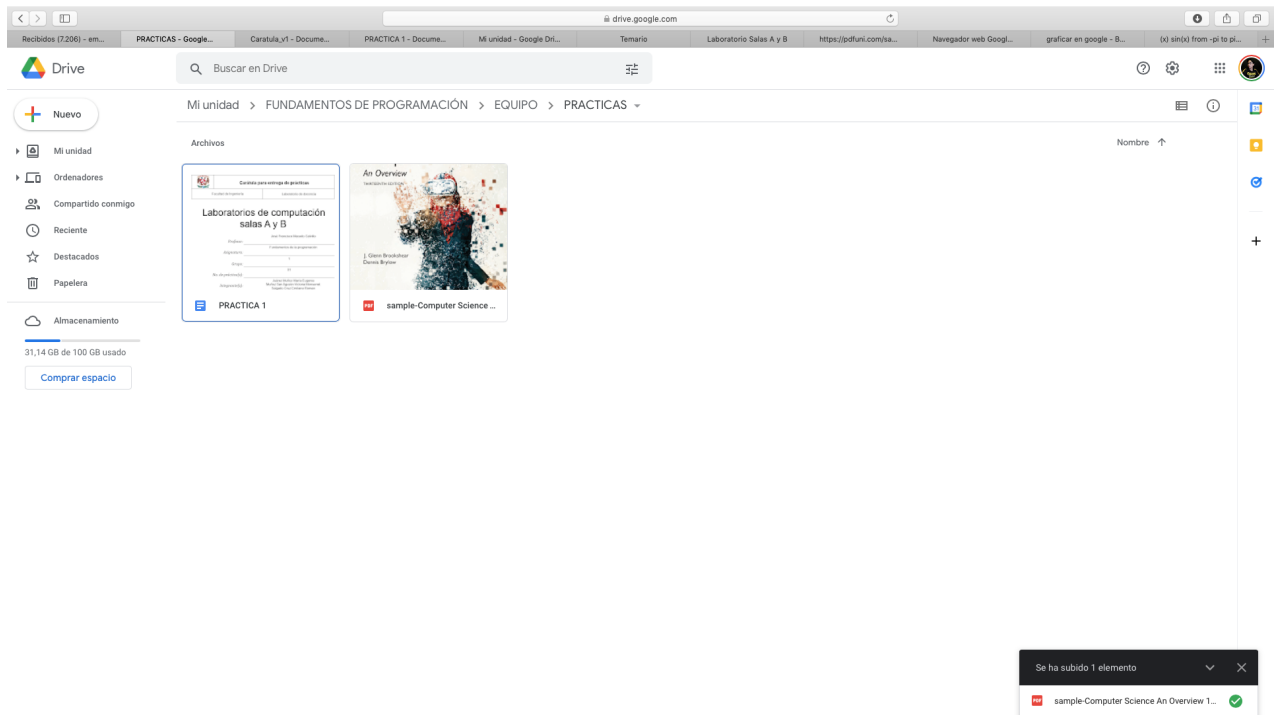 drive.google.com
Recibidos (7.206) - em...
PRACTICAS - Google...
Caratula_v1 - Docume...
PRACTICA 1 - Docume...
Mi unidad - Google Dri...
Temario
Laboratorio Salas A y B
https://pdfuni.com/sa...
Navegador web Googl...
graficar en google - B...
(x) sin(x) from -pi to pi...
Drive
Buscar en Drive
Nuevo
Mi unidad > FUNDAMENTOS DE PROGRAMACIÓN > EQUIPO > PRACTICAS
Mi unidad
Ordenadores
Compartido conmigo
Reciente
Destacados
Papelera
Almacenamiento
31,14 GB de 100 GB usado
Comprar espacio
Archivos
Nombre
Carátula para entrega de prácticas
Laboratorios de computación
salas A y B
Profesor:
Asignatura:
Grupo:
PRACTICA 1
An Overview
J. Glenn Brookshear
Dennis Brylow
PDF
sample-Computer Science ...
Se ha subido 1 elemento
PDF
sample-Computer Science An Overview 1...